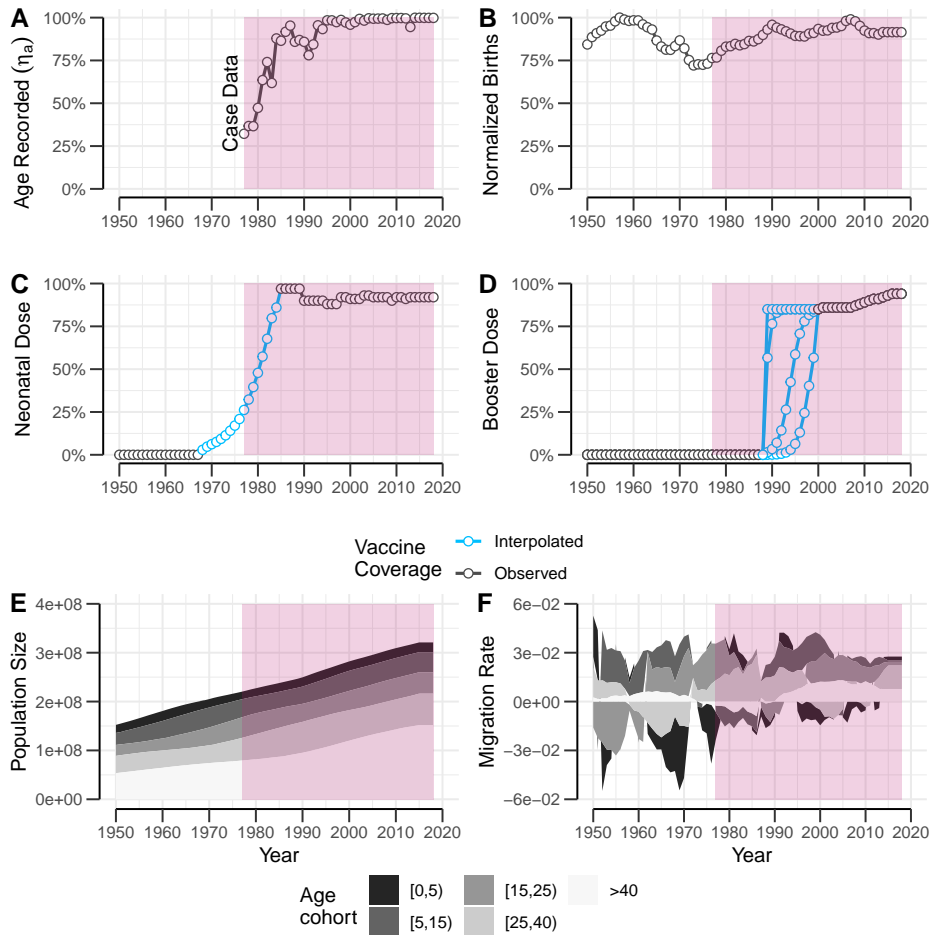 A
Age Recorded (ηa)
100%
75%
50%
25%
0%
Case Data
1950 1960 1970 1980 1990 2000 2010 2020
B
Normalized Births
100%
75%
50%
25%
0%
1950 1960 1970 1980 1990 2000 2010 2020
C
Neonatal Dose
100%
75%
50%
25%
0%
1950 1960 1970 1980 1990 2000 2010 2020
D
Booster Dose
100%
75%
50%
25%
0%
1950 1960 1970 1980 1990 2000 2010 2020
Vaccine
Coverage
Interpolated
Observed
E
Population Size
4e+08
3e+08
2e+08
1e+08
0e+00
1950 1960 1970 1980 1990 2000 2010 2020
Year
F
Migration Rate
6e−02
3e−02
0e+00
−3e−02
−6e−02
1950 1960 1970 1980 1990 2000 2010 2020
Year
Age
cohort
[0,5)
[5,15)
[15,25)
[25,40)
>40